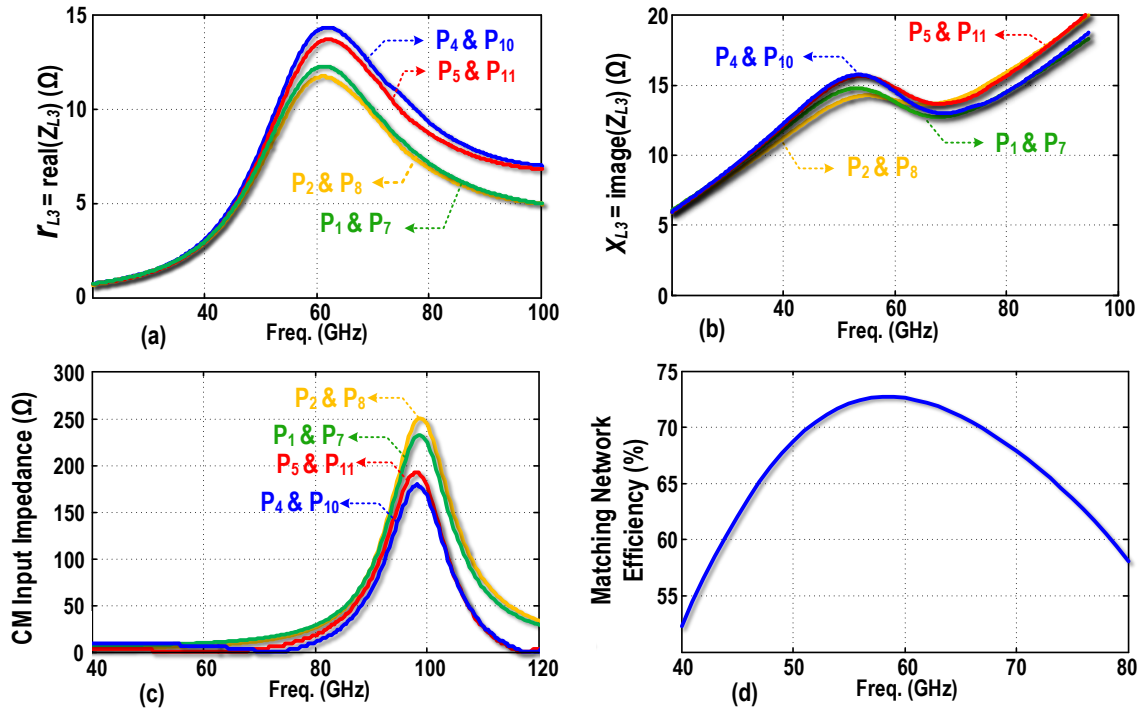 15
10
5
0
r_L3 = real(Z_L3) (Ω)
P4 & P10
P5 & P11
P2 & P8
P1 & P7
40 60 80 100
Freq. (GHz)
(a)
20
15
10
5
0
X_L3 = image(Z_L3) (Ω)
P5 & P11
P4 & P10
P1 & P7
P2 & P8
40 60 80 100
Freq. (GHz)
(b)
300
250
200
150
100
50
0
CM Input Impedance (Ω)
P2 & P8
P1 & P7
P5 & P11
P4 & P10
40 60 80 100 120
Freq. (GHz)
(c)
75
73
70
65
60
58
55
Matching Network
Efficiency (%)
40 50 60 70 80
Freq. (GHz)
(d)